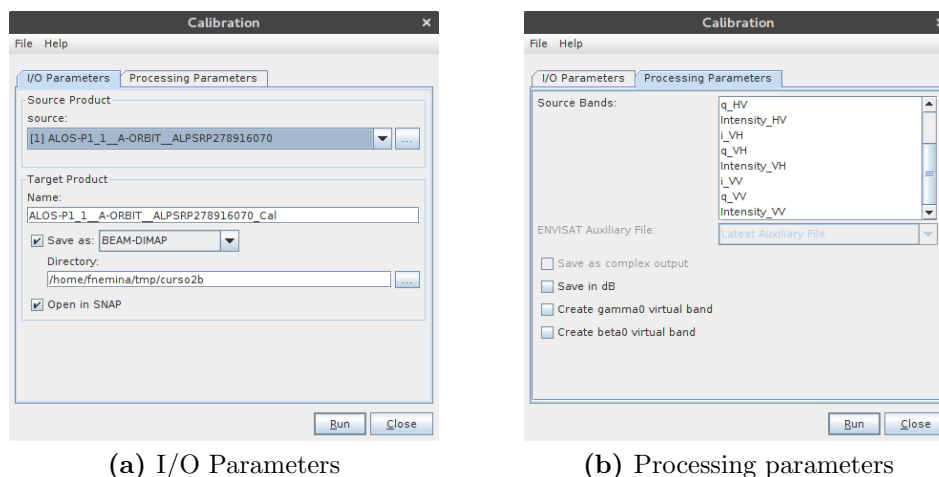 Calibration ×
File Help
I/O Parameters Processing Parameters
Source Product
source:
[1] ALOS-P1_1__A-ORBIT__ALPSRP278916070 ...
Target Product
Name:
ALOS-P1_1__A-ORBIT__ALPSRP278916070_Cal
Save as: BEAM-DIMAP
Directory:
/home/fnemina/tmp/curso2b ...
Open in SNAP
Run Close
(a) I/O Parameters
Calibration
File Help
I/O Parameters Processing Parameters
Source Bands:
q_HV
Intensity_HV
i_VH
q_VH
Intensity_VH
i_VV
q_VV
Intensity_VV
ENVISAT Auxiliary File: Latest Auxiliary File
Save as complex output
Save in dB
Create gamma0 virtual band
Create beta0 virtual band
Run Close
(b) Processing parameters